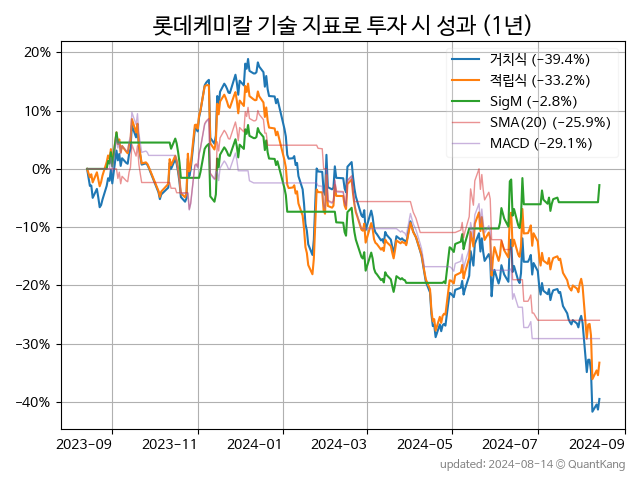 롯데케미칼 기술 지표로 투자 시 성과 (1년)
거치식 (−39.4%)
적립식 (−33.2%)
SigM (−2.8%)
SMA(20) (−25.9%)
MACD (−29.1%)
20%
10%
0%
−10%
−20%
−30%
−40%
2023-09 2023-11 2024-01 2024-03 2024-05 2024-07 2024-09
updated: 2024-08-14 © QuantKang